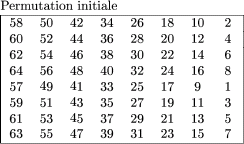 Permutation initiale
58 50 42 34 26 18 10 2
60 52 44 36 28 20 12 4
62 54 46 38 30 22 14 6
64 56 48 40 32 24 16 8
57 49 41 33 25 17 9 1
59 51 43 35 27 19 11 3
61 53 45 37 29 21 13 5
63 55 47 39 31 23 15 7